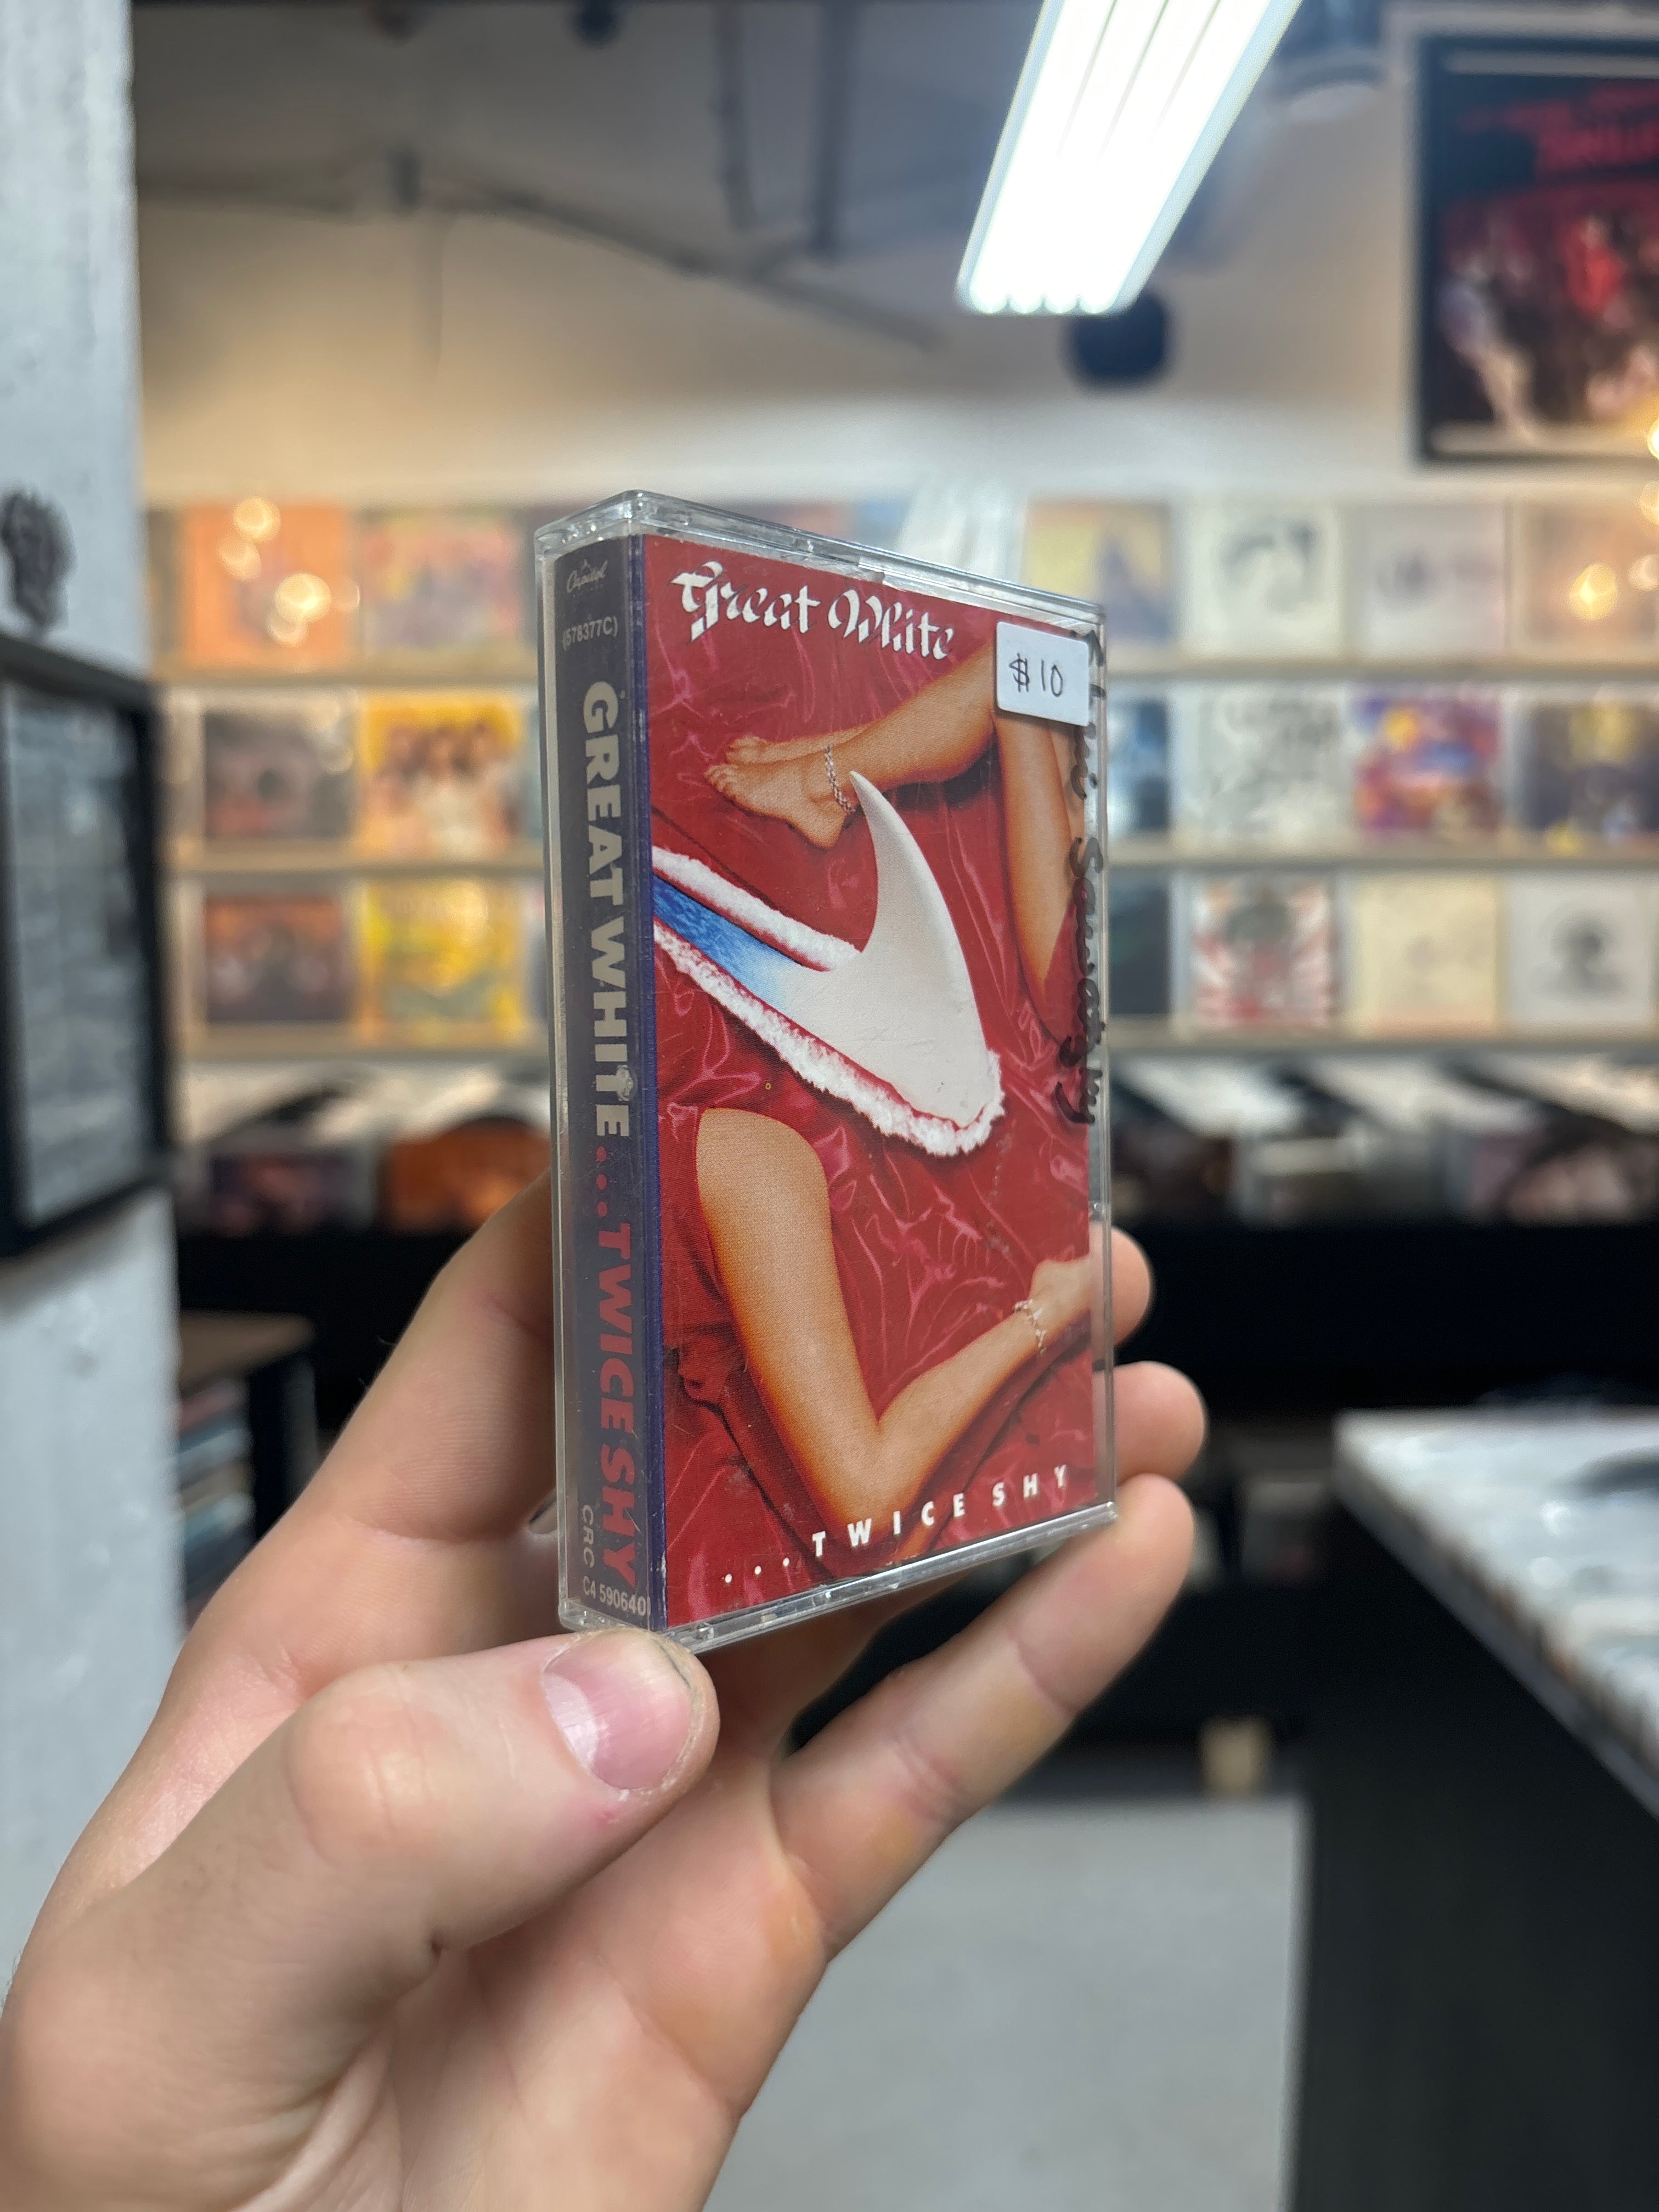 Capitol
(578377C)
GREAT WHITE...TWICE SHY
CRC
C4 590640
Great White
$10
...TWICE SHY